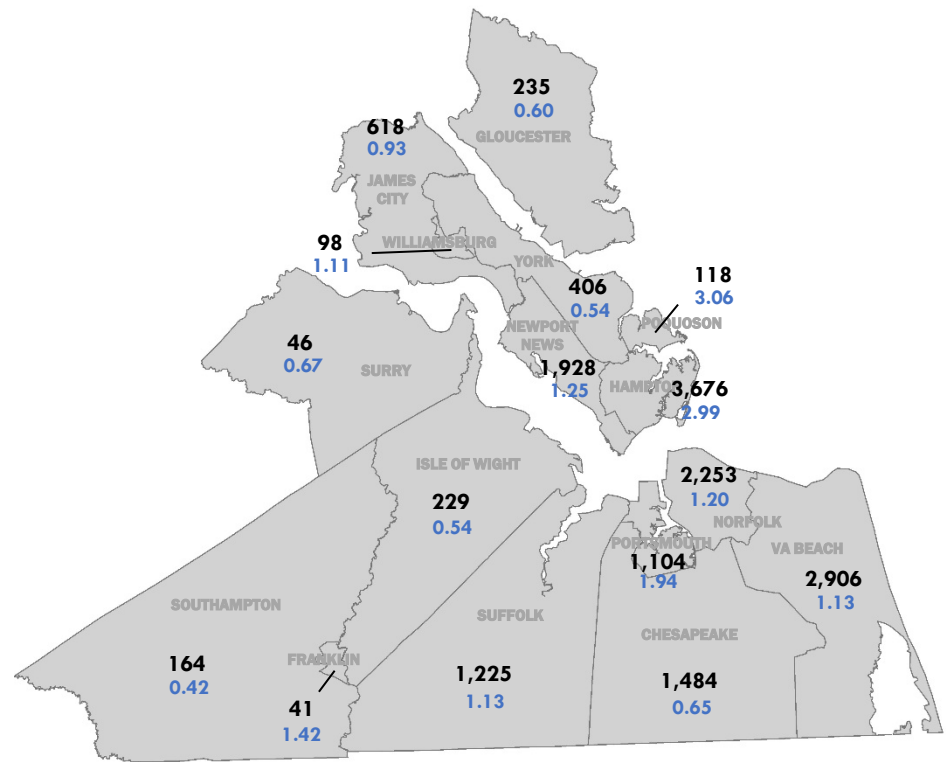 235
0.60
GLOUCESTER
618
0.93
JAMES
CITY
98
1.11
WILLIAMSBURG
YORK
406
0.54
118
3.06
POQUOSON
46
0.67
SURRY
NEWPORT
NEWS
1,928
1.25
HAMPTON
3,676
2.99
ISLE OF WIGHT
229
0.54
2,253
1.20
NORFOLK
PORTSMOUTH
1,104
1.94
VA BEACH
2,906
1.13
SOUTHAMPTON
164
0.42
FRANKLIN
41
1.42
SUFFOLK
1,225
1.13
CHESAPEAKE
1,484
0.65